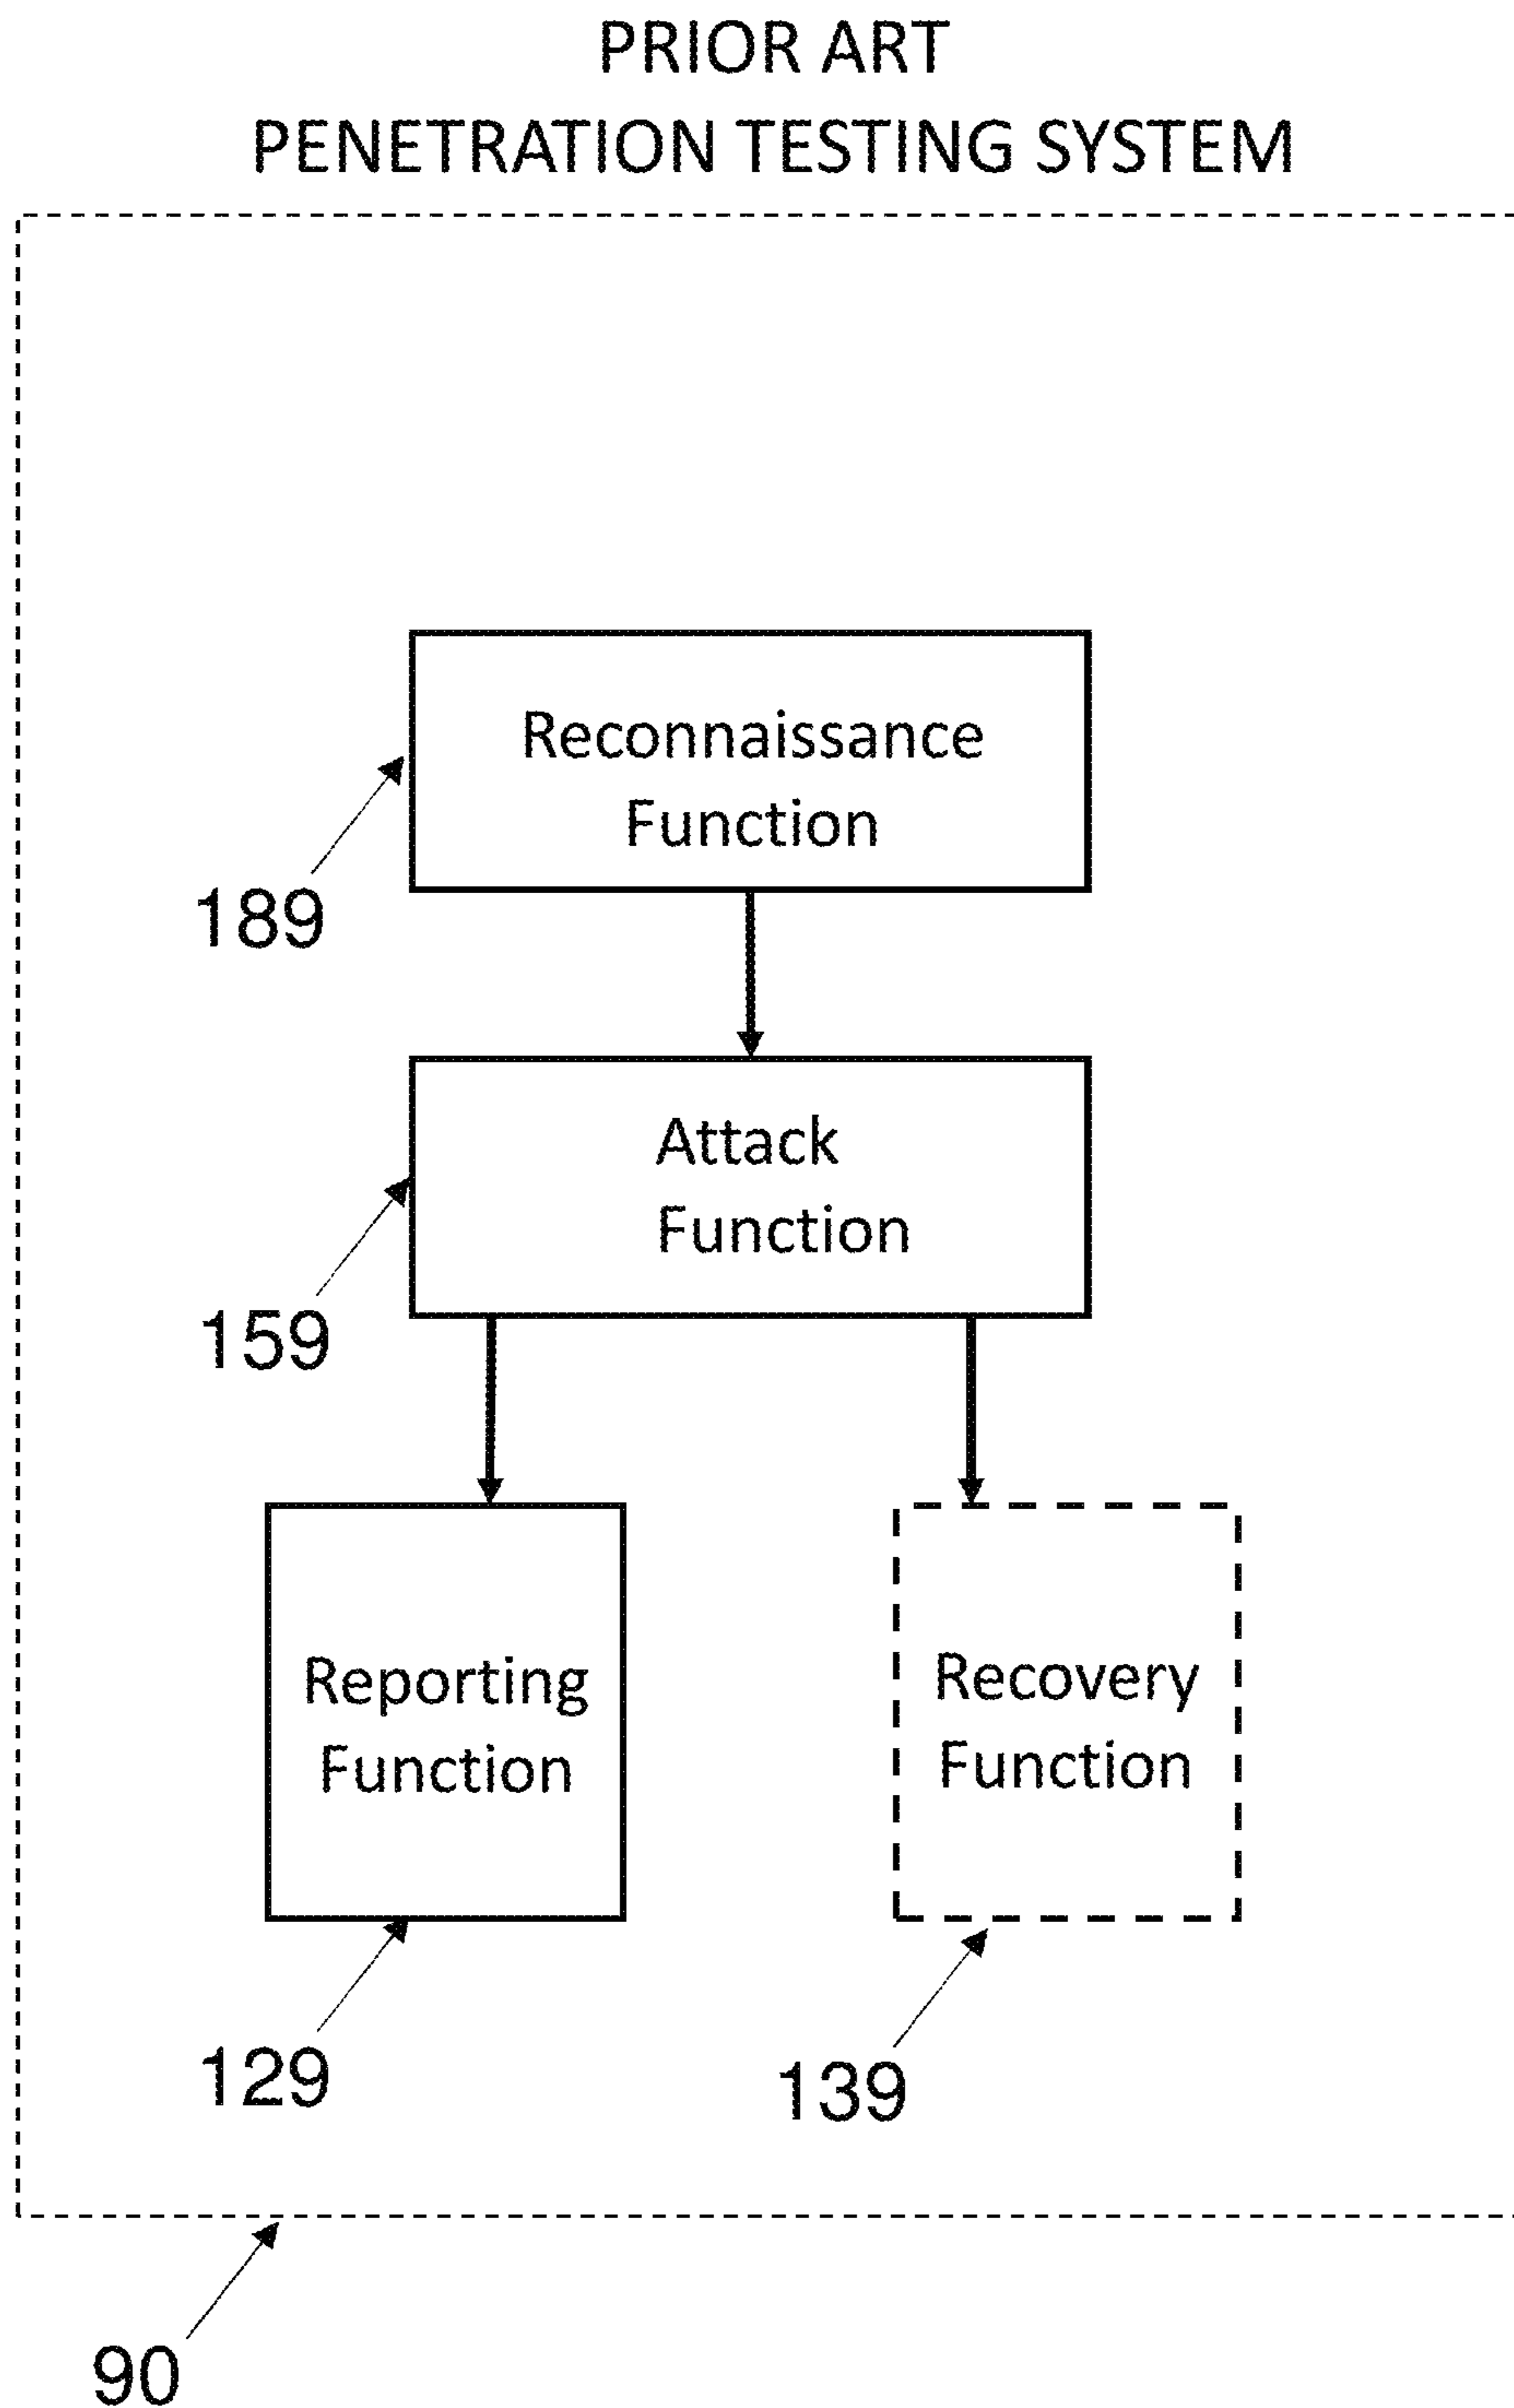 PRIOR ART
PENETRATION TESTING SYSTEM
Reconnaissance
Function
189
Attack
Function
159
Reporting
Function
Recovery
Function
129
139
90